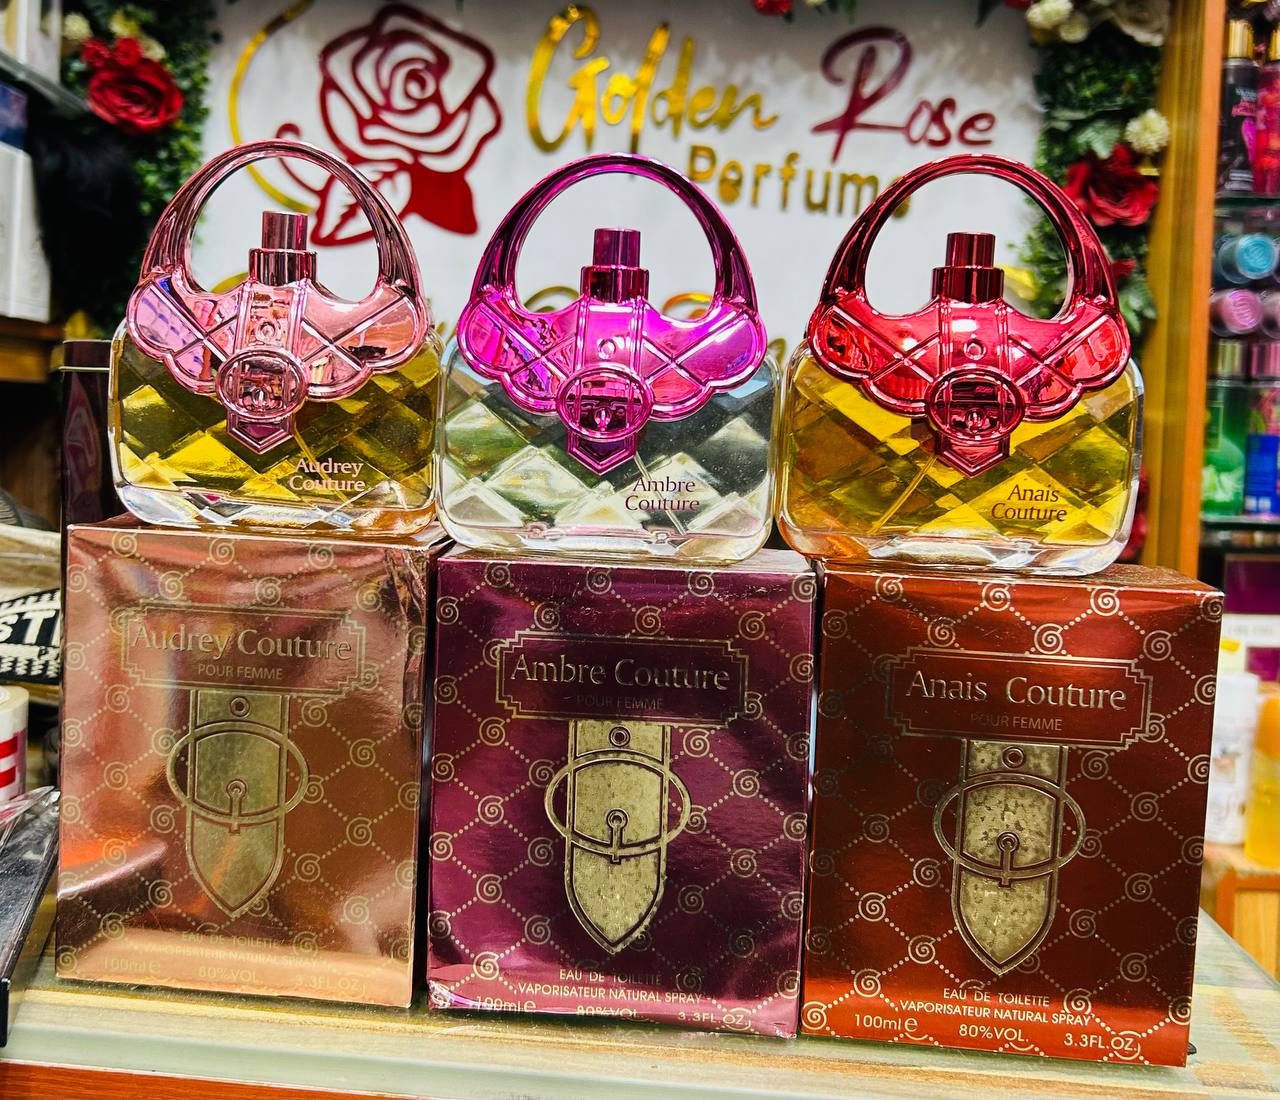 Golden Rose
Perfume
Audrey
Couture
Ambre
Couture
Anais
Couture
Audrey Couture
POUR FEMME
EAU DE TOILETTE
VAPORISATEUR NATURAL SPRAY
100ml e 80%VOL. 3.3FL.OZ.
Ambre Couture
POUR FEMME
EAU DE TOILETTE
VAPORISATEUR NATURAL SPRAY
100ml e 80%VOL. 3.3FL.OZ.
Anais Couture
POUR FEMME
EAU DE TOILETTE
VAPORISATEUR NATURAL SPRAY
100ml e 80%VOL. 3.3FL.OZ.